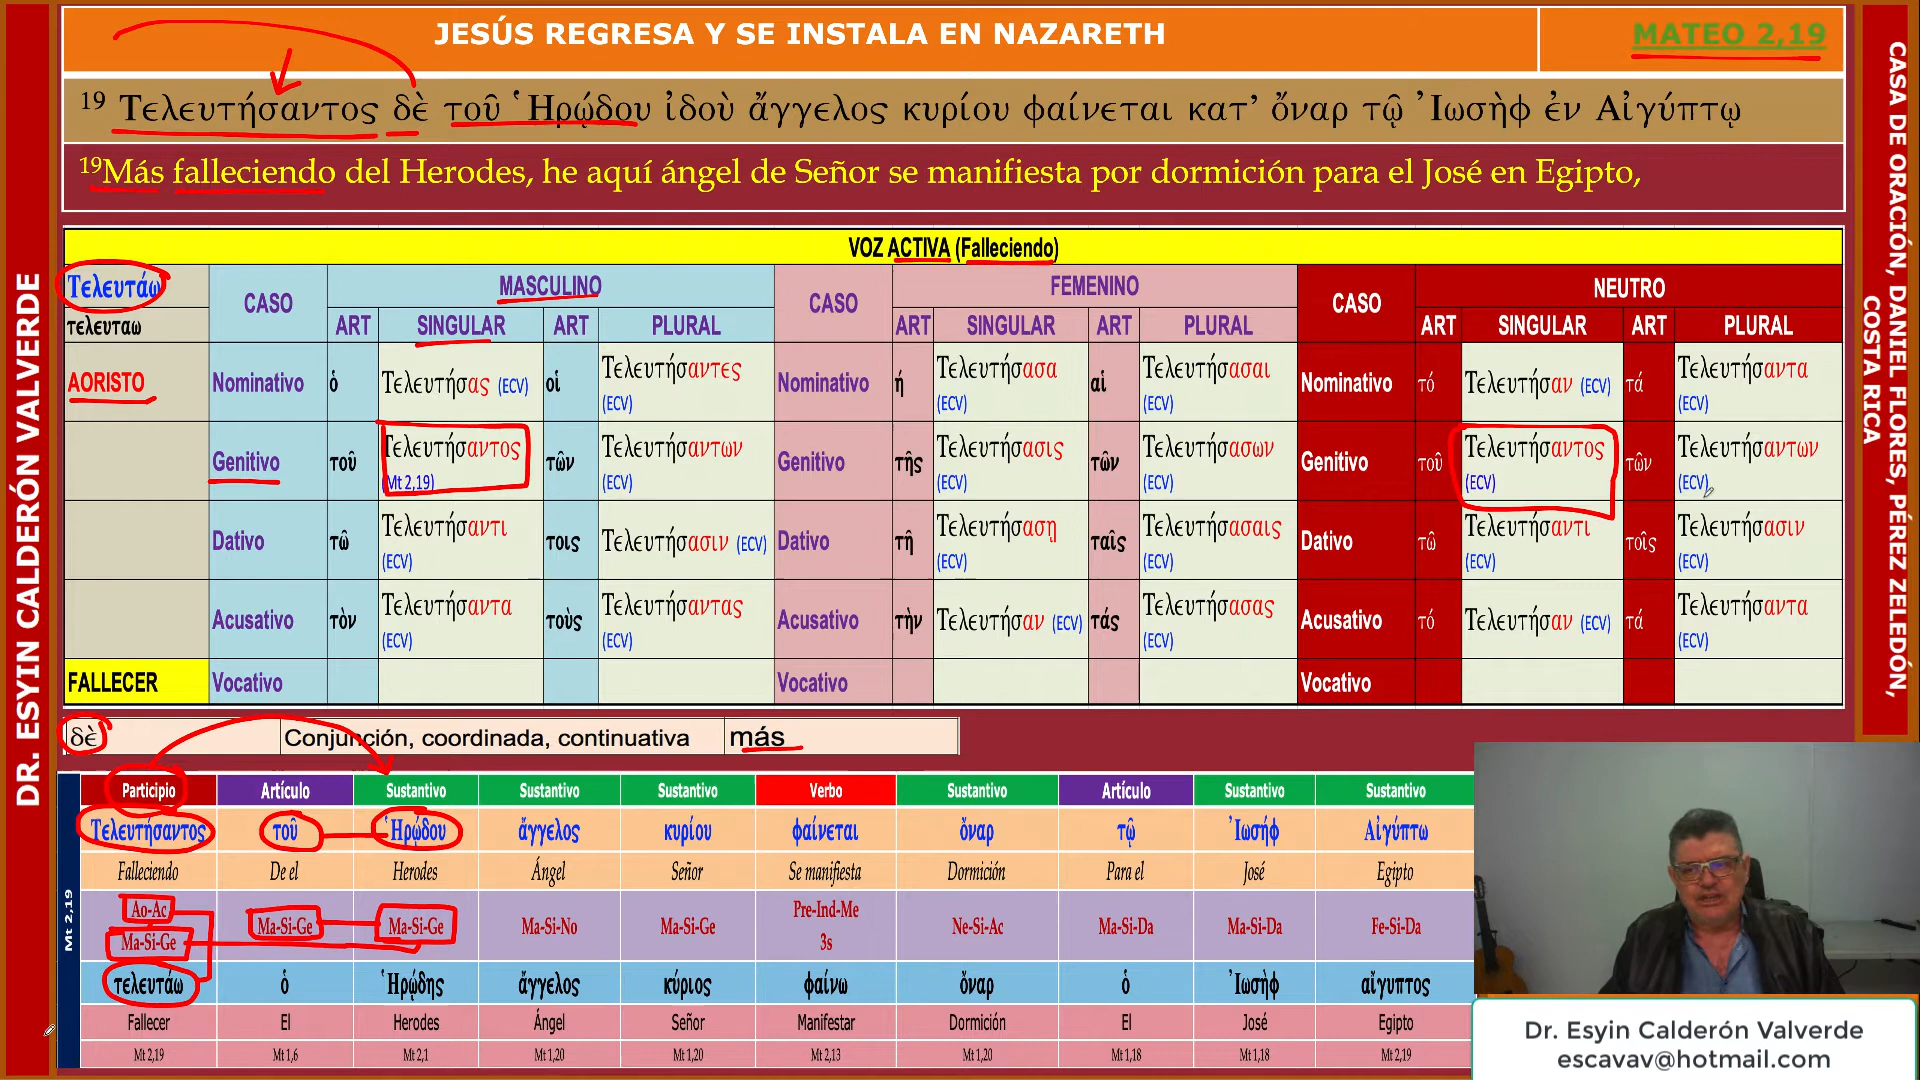 JESÚS REGRESA Y SE INSTALA EN NAZARETH
MATEO 2,19
19 Τελευτήσαντος δὲ τοῦ Ἡρῴδου ἰδοὺ ἄγγελος κυρίου φαίνεται κατ’ ὄναρ τῷ Ἰωσὴφ ἐν Αἰγύπτῳ
19Más falleciendo del Herodes, he aquí ángel de Señor se manifiesta por dormición para el José en Egipto,
VOZ ACTIVA (Falleciendo)
Τελευτάω CASO MASCULINO CASO FEMENINO CASO NEUTRO
τελευταω ART SINGULAR ART PLURAL ART SINGULAR ART PLURAL ART SINGULAR ART PLURAL
AORISTO Nominativo ὁ Τελευτήσας (ECV) οἱ Τελευτήσαντες (ECV) Nominativo ἡ Τελευτήσασα (ECV) αἱ Τελευτήσασαι (ECV) Nominativo τό Τελευτήσαν (ECV) τά Τελευτήσαντα (ECV)
Genitivo τοῦ Τελευτήσαντος (Mt 2,19) τῶν Τελευτήσαντων (ECV) Genitivo τῆς Τελευτήσασις (ECV) τῶν Τελευτήσασων (ECV) Genitivo τοῦ Τελευτήσαντος (ECV) τῶν Τελευτήσαντων (ECV)
Dativo τῶ Τελευτήσαντι (ECV) τοις Τελευτήσασιν (ECV) Dativo τῆ Τελευτήσασῃ (ECV) ταῖς Τελευτήσασαις (ECV) Dativo τῶ Τελευτήσαντι (ECV) τοῖς Τελευτήσασιν (ECV)
Acusativo τὸν Τελευτήσαντα (ECV) τοὺς Τελευτήσαντας (ECV) Acusativo τὴν Τελευτήσαν (ECV) τάς Τελευτήσασας (ECV) Acusativo τό Τελευτήσαν (ECV) τά Τελευτήσαντα (ECV)
FALLECER Vocativo Vocativo Vocativo
δὲ Conjunción, coordinada, continuativa más
Participio Artículo Sustantivo Sustantivo Sustantivo Verbo Sustantivo Artículo Sustantivo Sustantivo
Τελευτήσαντος τοῦ Ἡρῴδου ἄγγελος κυρίου φαίνεται ὄναρ τῷ Ἰωσήφ Αἰγύπτω
Falleciendo De el Herodes Ángel Señor Se manifiesta Dormición Para el José Egipto
Ao-Ac Ma-Si-Ge Ma-Si-Ge Ma-Si-Ge Ma-Si-No Ma-Si-Ge Pre-Ind-Me 3s Ne-Si-Ac Ma-Si-Da Ma-Si-Da Fe-Si-Da
τελευτάω ὁ Ἡρῴδης ἄγγελος κύριος φαίνω ὄναρ ὁ Ἰωσὴφ αἴγυπτος
Fallecer El Herodes Ángel Señor Manifestar Dormición El José Egipto
Mt 2,19 Mt 1,6 Mt 2,1 Mt 1,20 Mt 1,20 Mt 2,13 Mt 1,20 Mt 1,18 Mt 1,18 Mt 2,19
Mt 2,19
DR. ESYIN CALDERÓN VALVERDE
CASA DE ORACIÓN, DANIEL FLORES, PÉREZ ZELEDÓN,
COSTA RICA
Dr. Esyin Calderón Valverde
escavav@hotmail.com